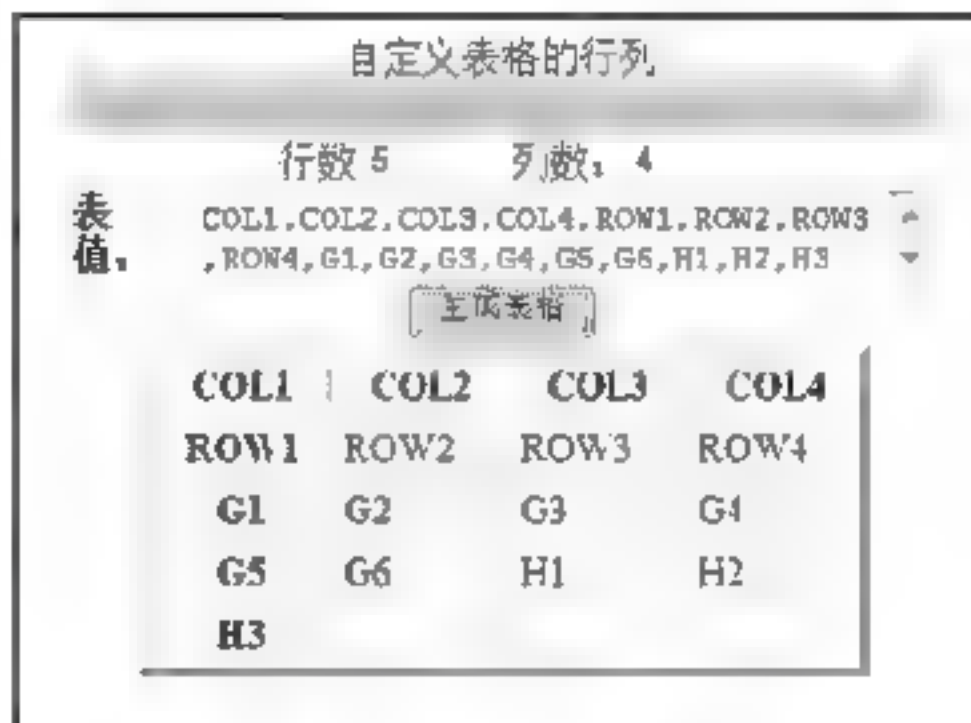 自定义表格的行列
行数 5 列数: 4
表值: COL1,COL2,COL3,COL4,ROW1,ROW2,ROW3
,ROW4,G1,G2,G3,G4,G5,G6,H1,H2,H3
生成表格
COL1 COL2 COL3 COL4
ROW1 ROW2 ROW3 ROW4
G1 G2 G3 G4
G5 G6 H1 H2
H3